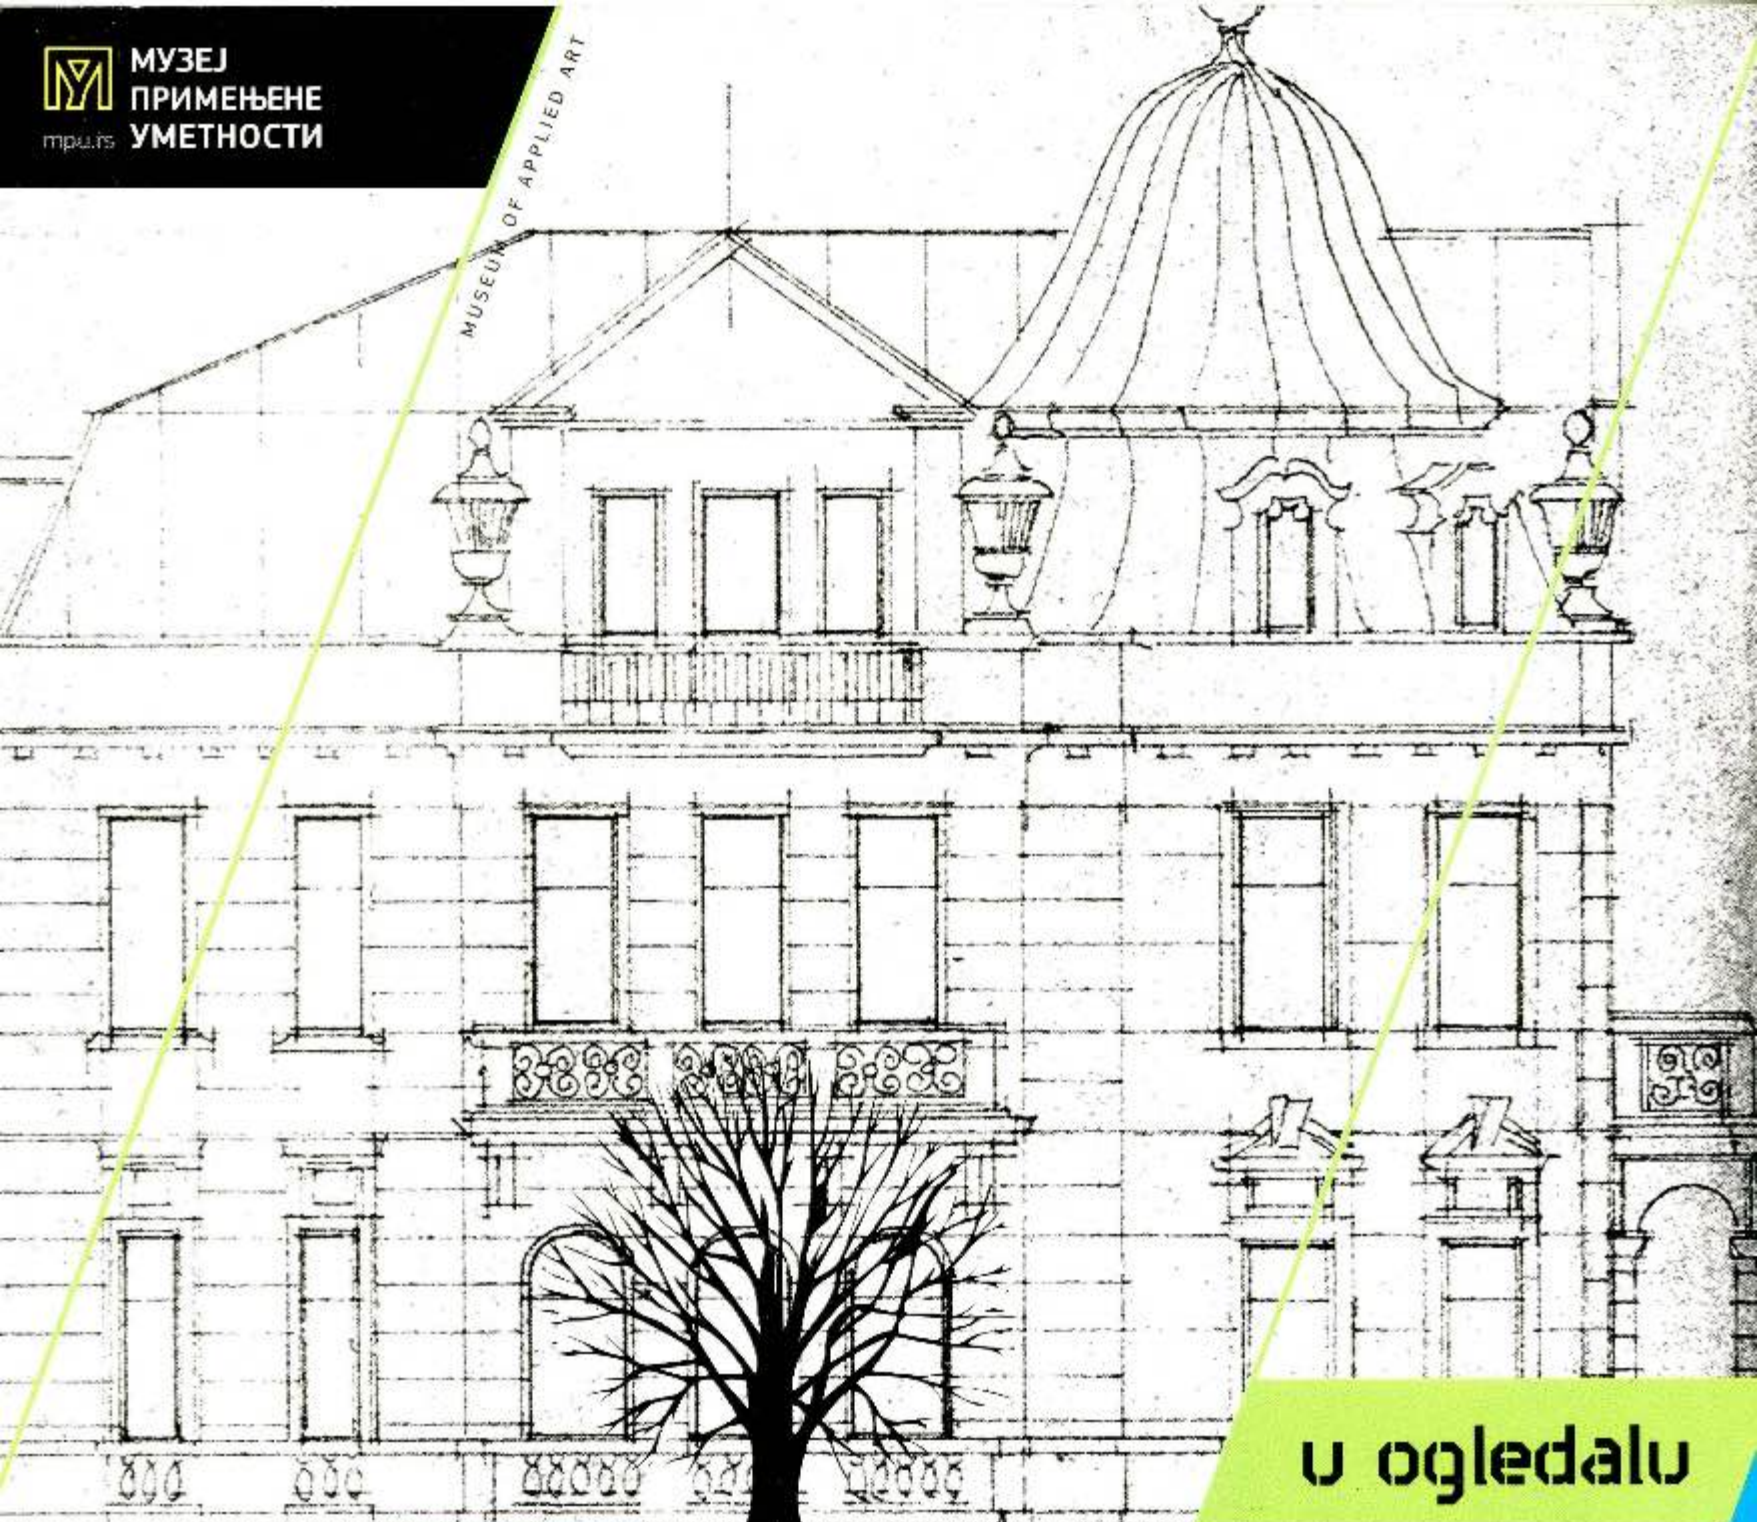 МУЗЕЈ
ПРИМЕЊЕНЕ
mpu.rs УМЕТНОСТИ
MUSEUM OF APPLIED ART
u ogledalu